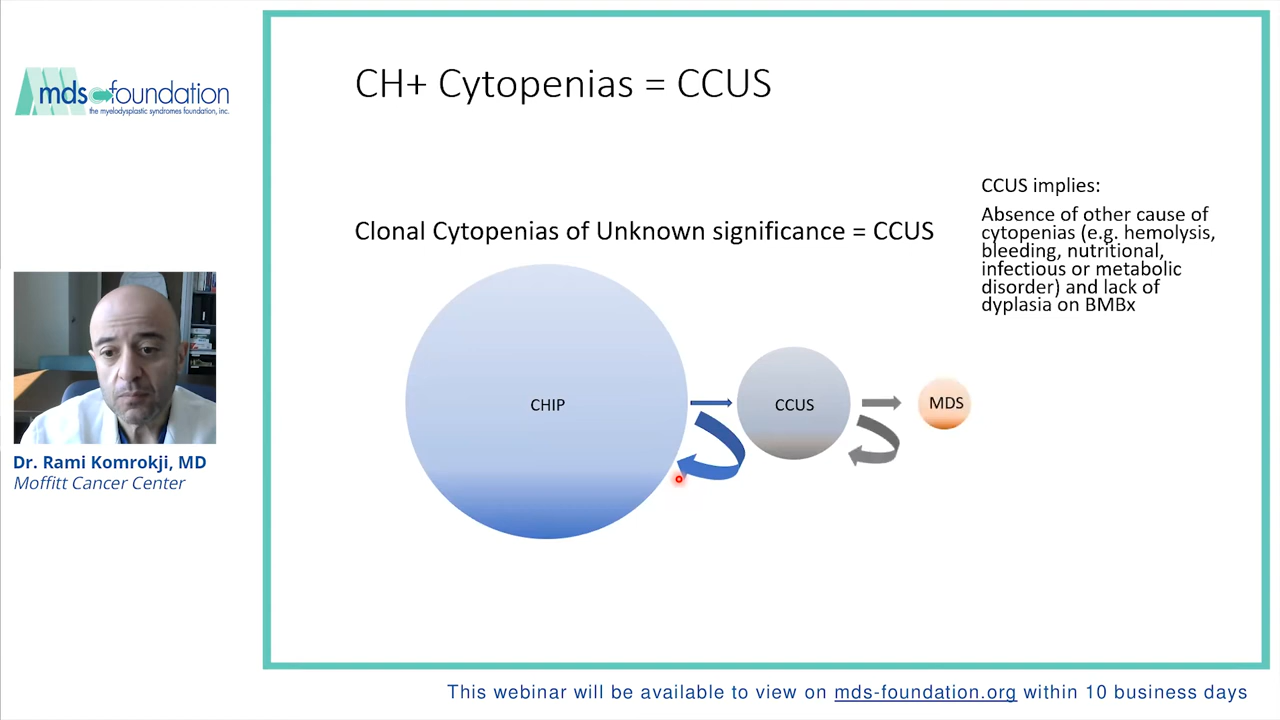 mds foundation
the myelodysplastic syndromes foundation, inc.
CH+ Cytopenias = CCUS
Clonal Cytopenias of Unknown significance = CCUS
CCUS implies:
Absence of other cause of
cytopenias (e.g. hemolysis,
bleeding, nutritional,
infectious or metabolic
disorder) and lack of
dyplasia on BMBx
CHIP
CCUS
MDS
Dr. Rami Komrokji, MD
Moffitt Cancer Center
This webinar will be available to view on mds-foundation.org within 10 business days